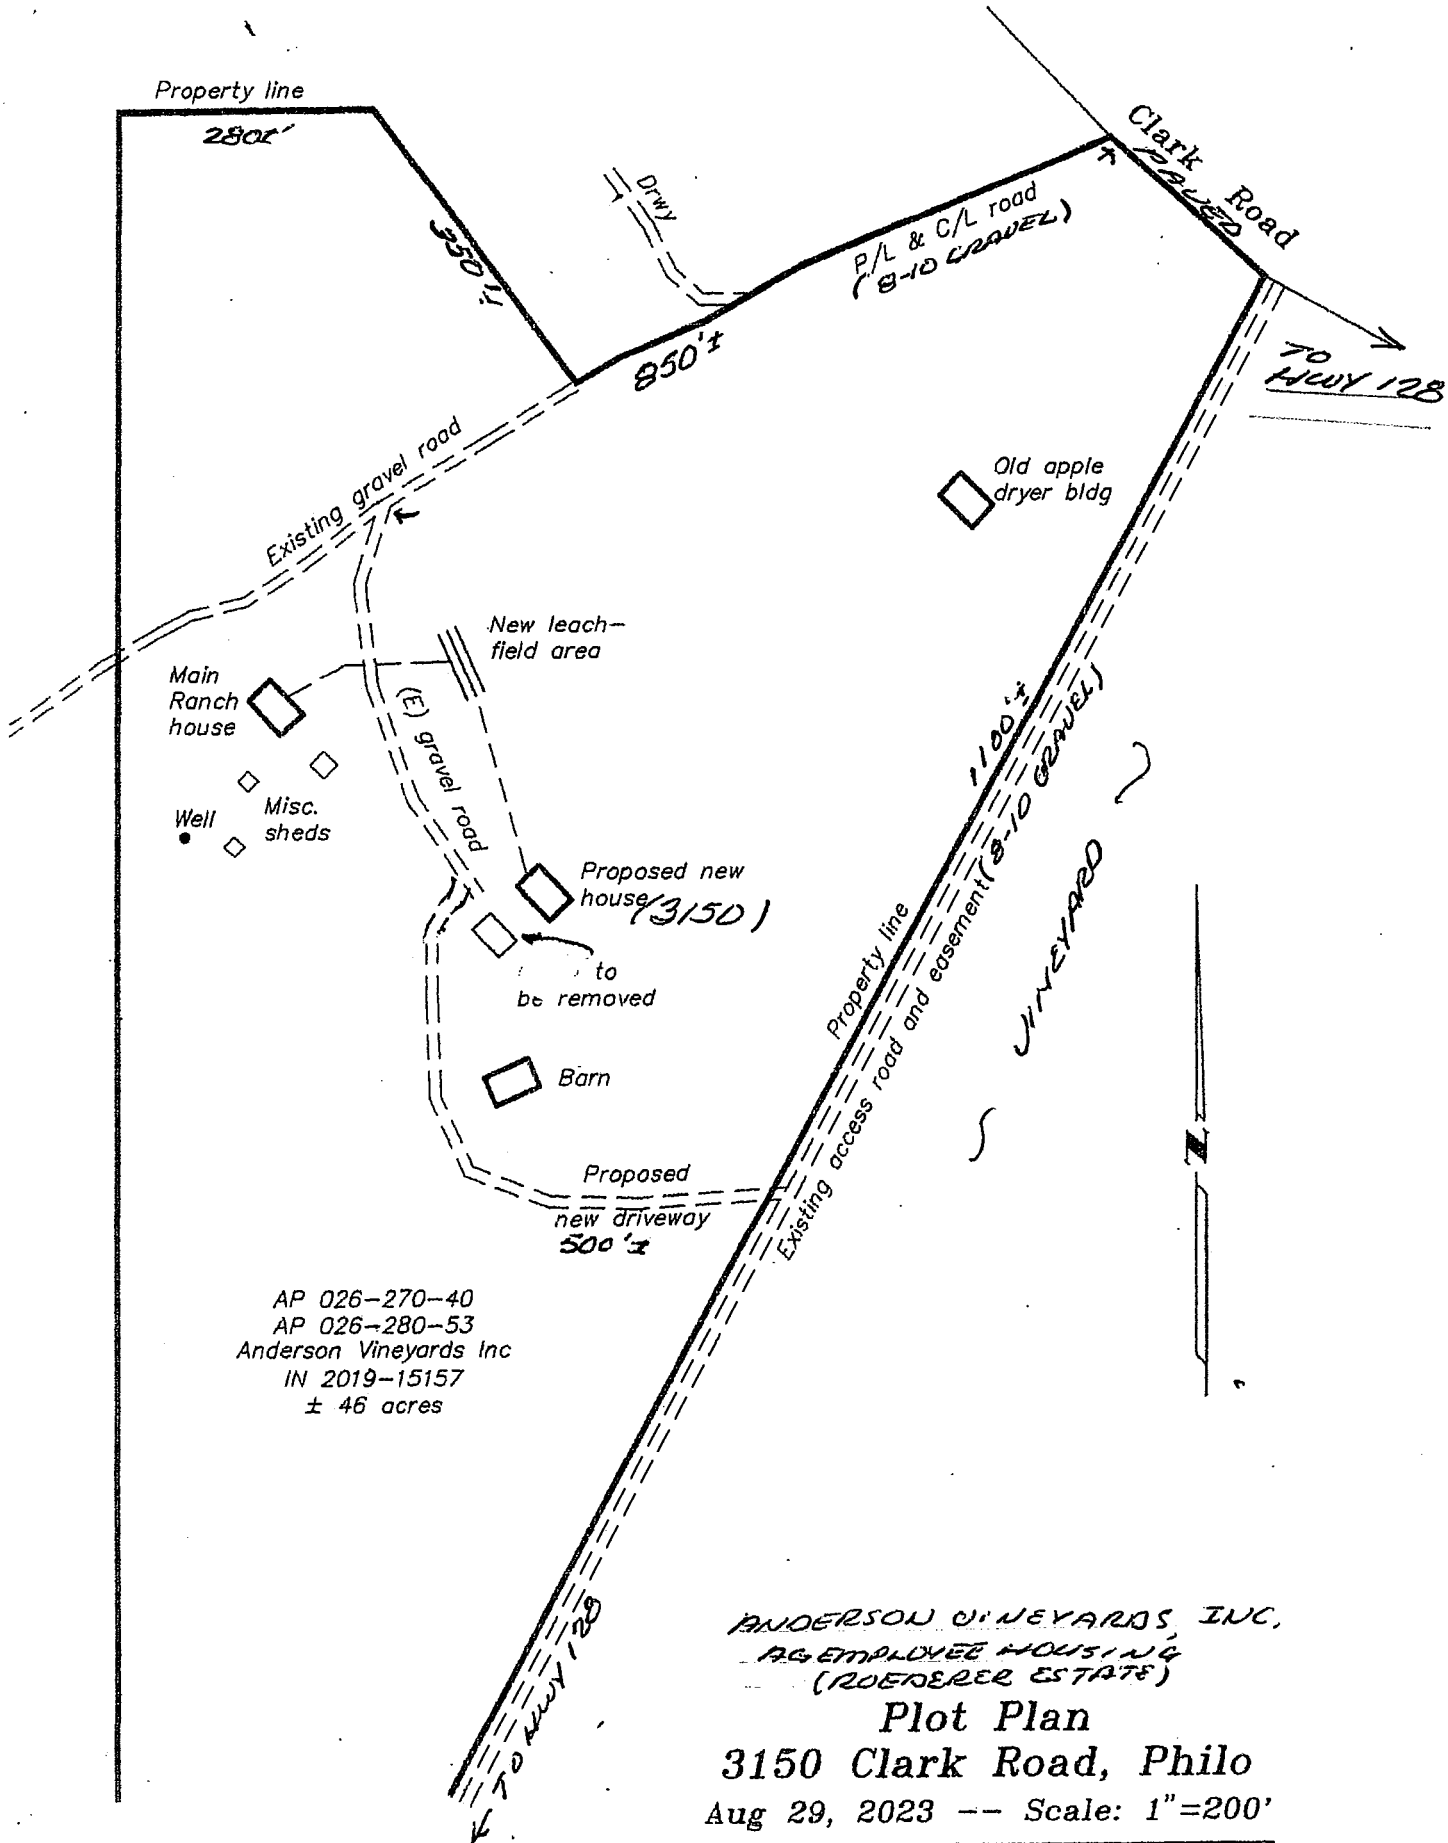 Property line
280±'
350'±
Drwy
Clark Road
PAVED
P/L & C/L road
(8-10 GRAVEL)
850'±
TO
HWY 128
Existing gravel road
Old apple
dryer bldg
New leach-
field area
Main
Ranch
house
(E) gravel road
Misc.
sheds
Well
1100'±
Proposed new
house (3150)
to
be removed
Barn
Property line
Existing access road and easement (8-10 GRAVEL)
VINEYARD
N
Proposed
new driveway
500'±
AP 026-270-40
AP 026-280-53
Anderson Vineyards Inc
IN 2019-15157
± 46 acres
TO HWY 128
ANDERSON VINEYARDS, INC.
AG EMPLOYEE HOUSING
(ROEDERER ESTATE)
Plot Plan
3150 Clark Road, Philo
Aug 29, 2023 -- Scale: 1"=200'